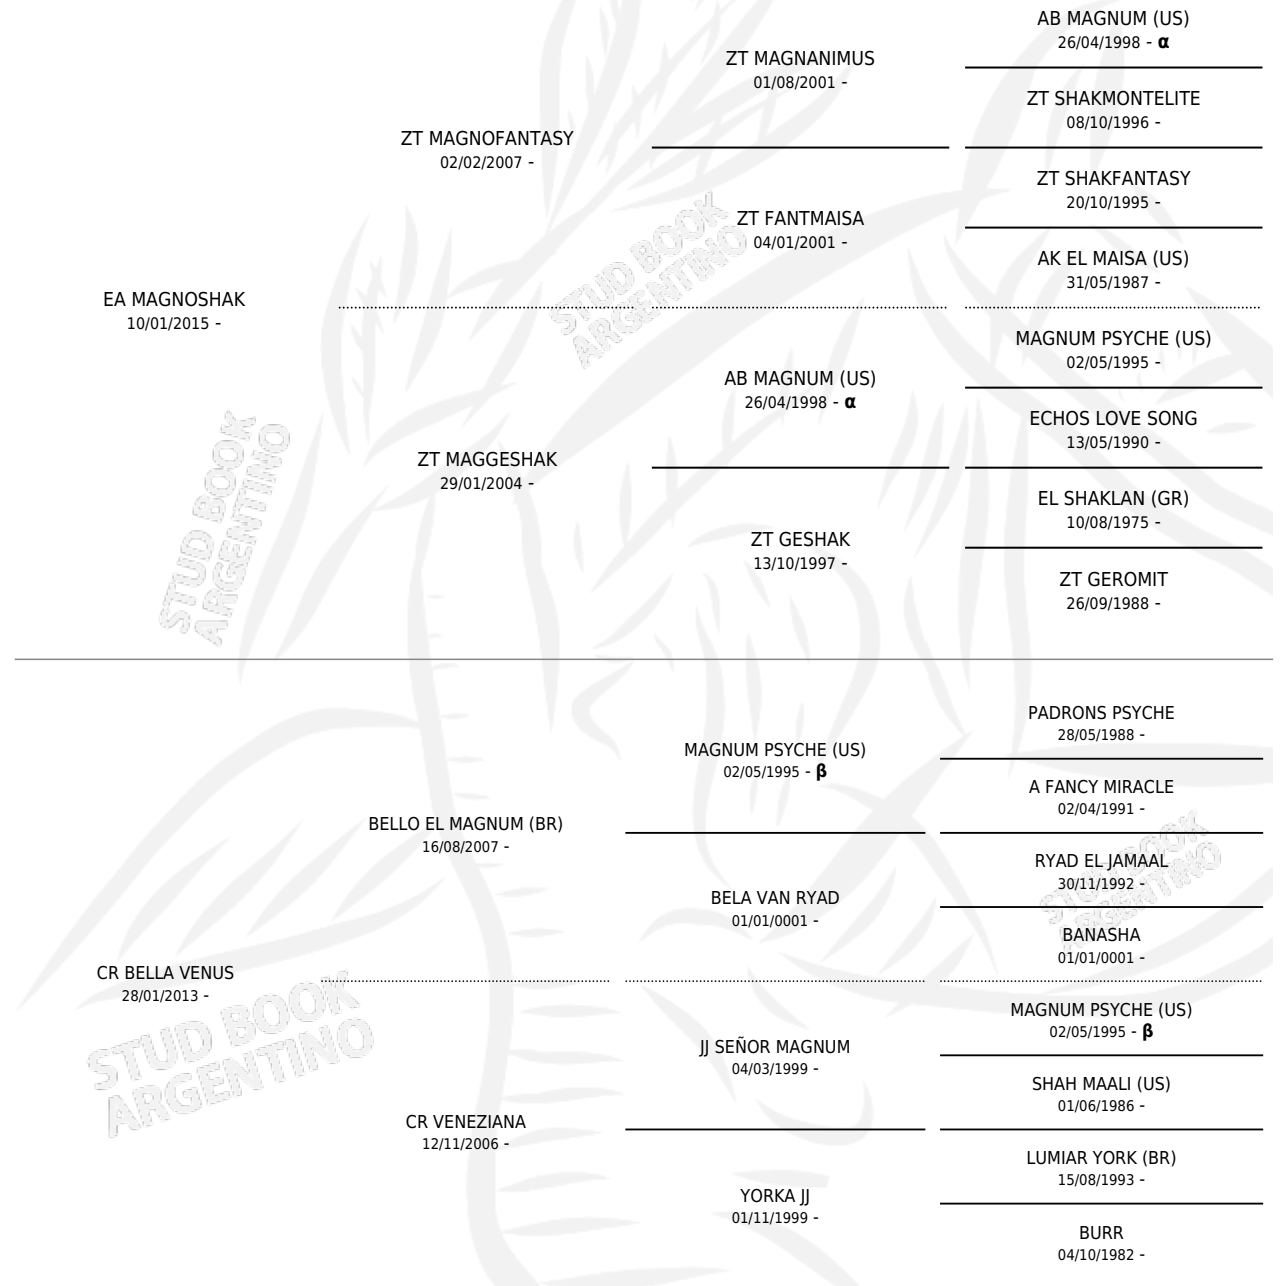 AB MAGNUM (US)
26/04/1998 - α
ZT MAGNANIMUS
01/08/2001 -
ZT SHAKMONTELITE
08/10/1996 -
ZT MAGNOFANTASY
02/02/2007 -
ZT SHAKFANTASY
20/10/1995 -
ZT FANTMAISA
04/01/2001 -
AK EL MAISA (US)
31/05/1987 -
EA MAGNOSHAK
10/01/2015 -
MAGNUM PSYCHE (US)
02/05/1995 -
AB MAGNUM (US)
26/04/1998 - α
ECHOS LOVE SONG
13/05/1990 -
ZT MAGGESHAK
29/01/2004 -
EL SHAKLAN (GR)
10/08/1975 -
ZT GESHAK
13/10/1997 -
ZT GEROMIT
26/09/1988 -
PADRONS PSYCHE
28/05/1988 -
MAGNUM PSYCHE (US)
02/05/1995 - β
A FANCY MIRACLE
02/04/1991 -
BELLO EL MAGNUM (BR)
16/08/2007 -
RYAD EL JAMAAL
30/11/1992 -
BELA VAN RYAD
01/01/0001 -
BANASHA
01/01/0001 -
CR BELLA VENUS
28/01/2013 -
MAGNUM PSYCHE (US)
02/05/1995 - β
JJ SEÑOR MAGNUM
04/03/1999 -
SHAH MAALI (US)
01/06/1986 -
CR VENEZIANA
12/11/2006 -
LUMIAR YORK (BR)
15/08/1993 -
YORKA JJ
01/11/1999 -
BURR
04/10/1982 -
STUD BOOK
ARGENTINO
STUD BOOK
ARGENTINO
STUD BOOK
ARGENTINO
STUD BOOK
ARGENTINO